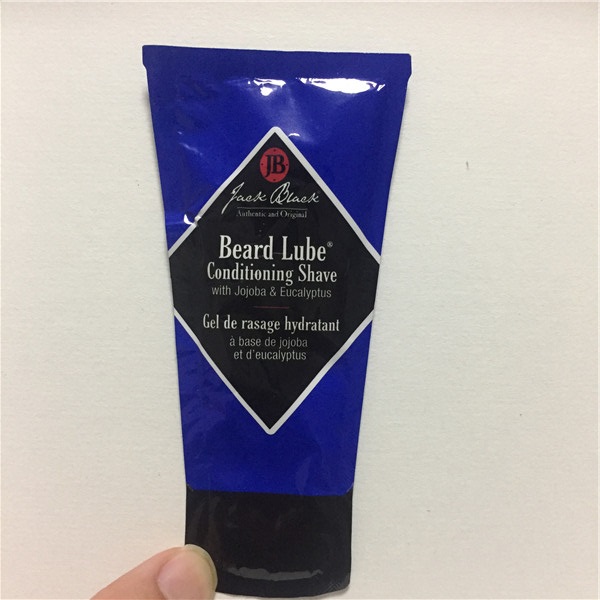 JB
Jack Black
Authentic and Original
Beard Lube®
Conditioning Shave
with Jojoba & Eucalyptus
Gel de rasage hydratant
à base de jojoba
et d'eucalyptus